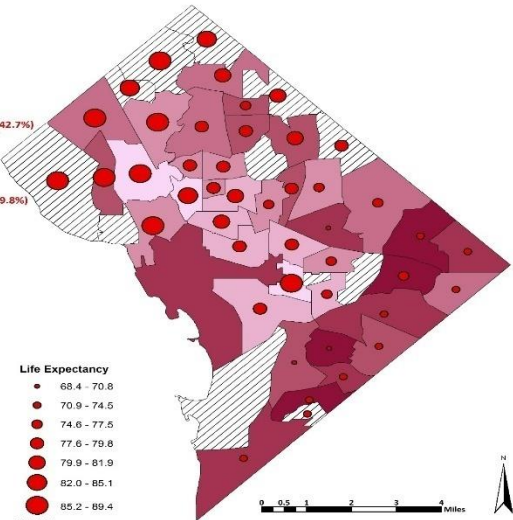 42.7%)
9.8%)
Life Expectancy
68.4 - 70.8
70.9 - 74.5
74.6 - 77.5
77.6 - 79.8
79.9 - 81.9
82.0 - 85.1
85.2 - 89.4
N
0 0.5 1 2 3 4
Miles